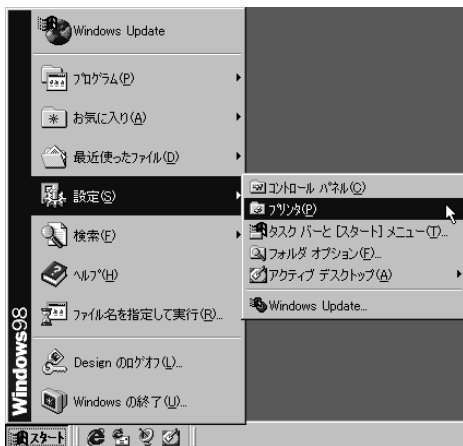 Windows Update
プログラム(P)
お気に入り(A)
最近使ったファイル(D)
設定(S)
検索(F)
ヘルプ(H)
ファイル名を指定して実行(R)...
Design のログオフ(L)...
Windows の終了(U)...
Windows98
スタート
コントロール パネル(C)
プリンタ(P)
タスク バーと [スタート] メニュー(T)...
フォルダ オプション(F)...
アクティブ デスクトップ(A)
Windows Update...